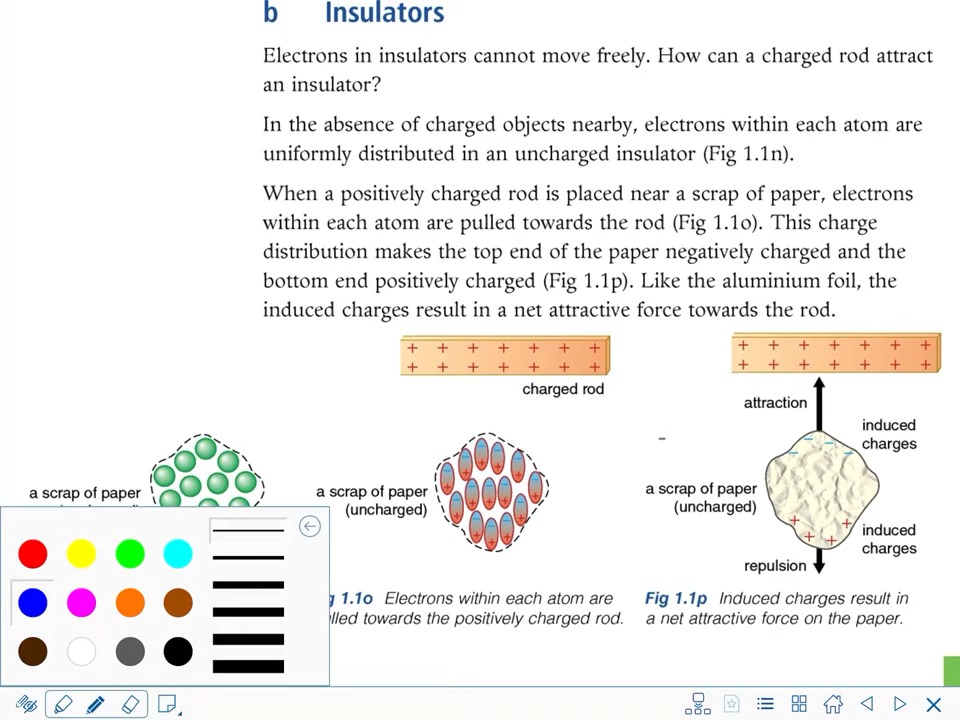 b Insulators
Electrons in insulators cannot move freely. How can a charged rod attract
an insulator?
In the absence of charged objects nearby, electrons within each atom are
uniformly distributed in an uncharged insulator (Fig 1.1n).
When a positively charged rod is placed near a scrap of paper, electrons
within each atom are pulled towards the rod (Fig 1.1o). This charge
distribution makes the top end of the paper negatively charged and the
bottom end positively charged (Fig 1.1p). Like the aluminium foil, the
induced charges result in a net attractive force towards the rod.
a scrap of paper
charged rod
a scrap of paper
(uncharged)
1.1o Electrons within each atom are
towards the positively charged rod.
attraction
induced
charges
a scrap of paper
(uncharged)
induced
charges
repulsion
Fig 1.1p Induced charges result in
a net attractive force on the paper.